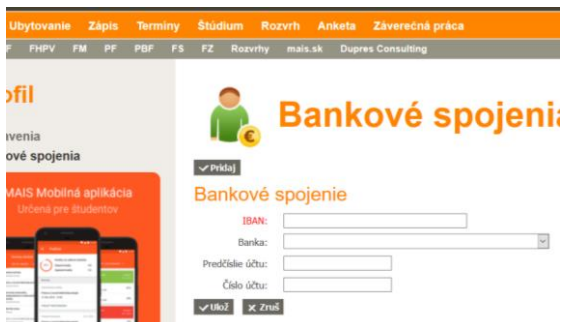 Ubytovanie Zápis Termíny Štúdium Rozvrh Anketa Záverečná práca
F FHPV FM PF PBF FS FZ Rozvrhy mais.sk Dupres Consulting
ofil
avenia
ové spojenia
MAIS Mobilná aplikácia
Určená pre študentov
Bankové spojenia
Pridaj
Bankové spojenie
IBAN:
Banka:
Predčíslie účtu:
Číslo účtu:
Ulož Zruš